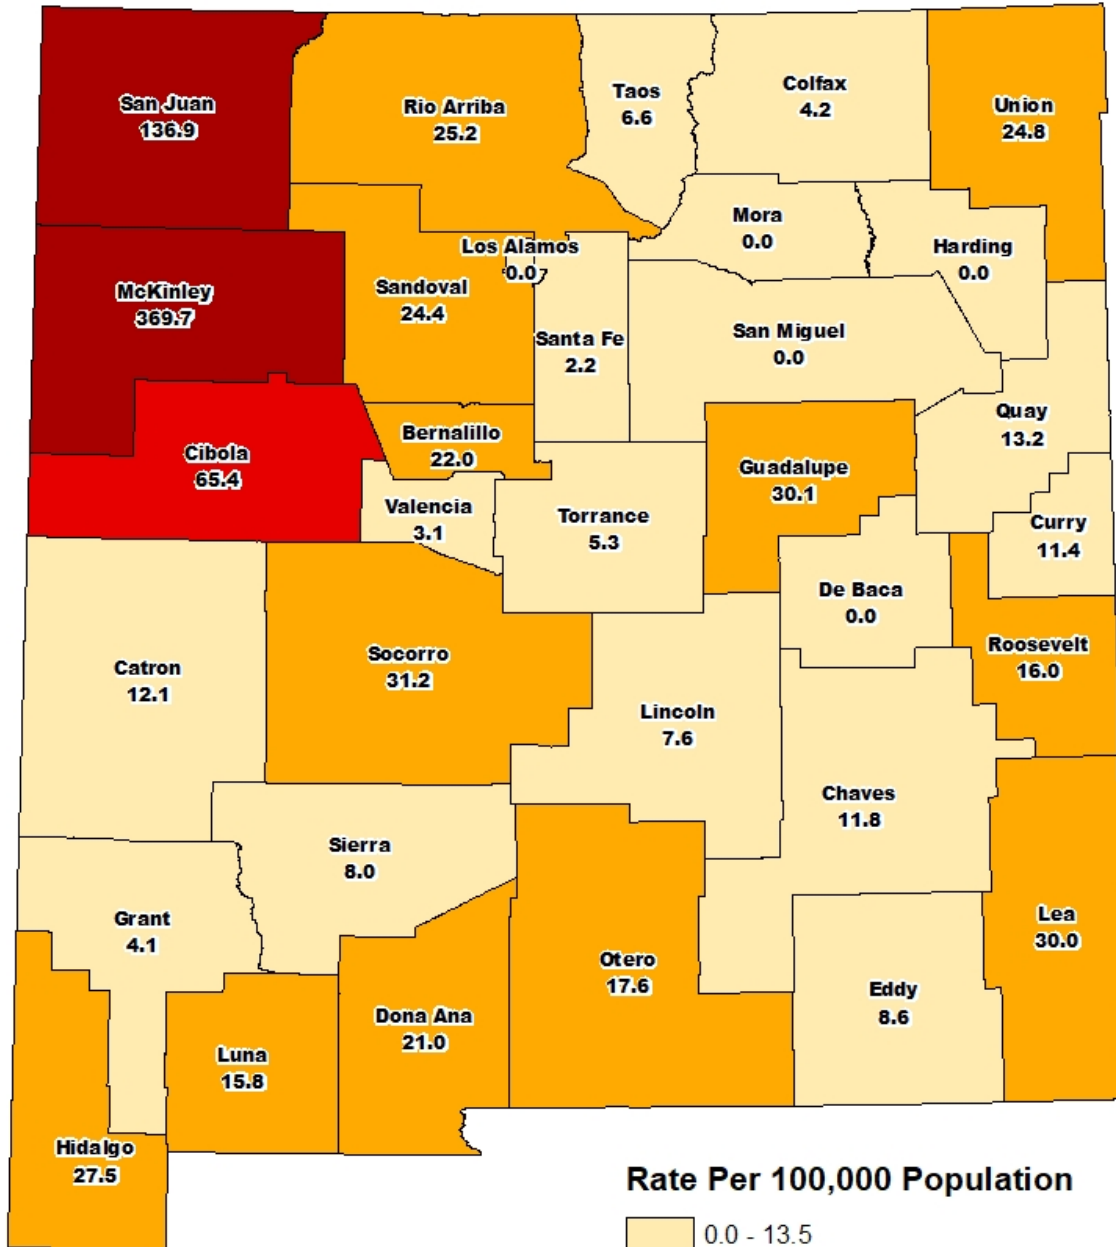 San Juan
136.9
Rio Arriba
25.2
Taos
6.6
Colfax
4.2
Union
24.8
McKinley
369.7
Sandoval
24.4
Los Alamos
0.0
Mora
0.0
Harding
0.0
Santa Fe
2.2
San Miguel
0.0
Quay
13.2
Cibola
65.4
Bernalillo
22.0
Guadalupe
30.1
Valencia
3.1
Torrance
5.3
Curry
11.4
De Baca
0.0
Roosevelt
16.0
Catron
12.1
Socorro
31.2
Lincoln
7.6
Chaves
11.8
Sierra
8.0
Grant
4.1
Otero
17.6
Lea
30.0
Eddy
8.6
Dona Ana
21.0
Luna
15.8
Hidalgo
27.5
Rate Per 100,000 Population
0.0 - 13.5